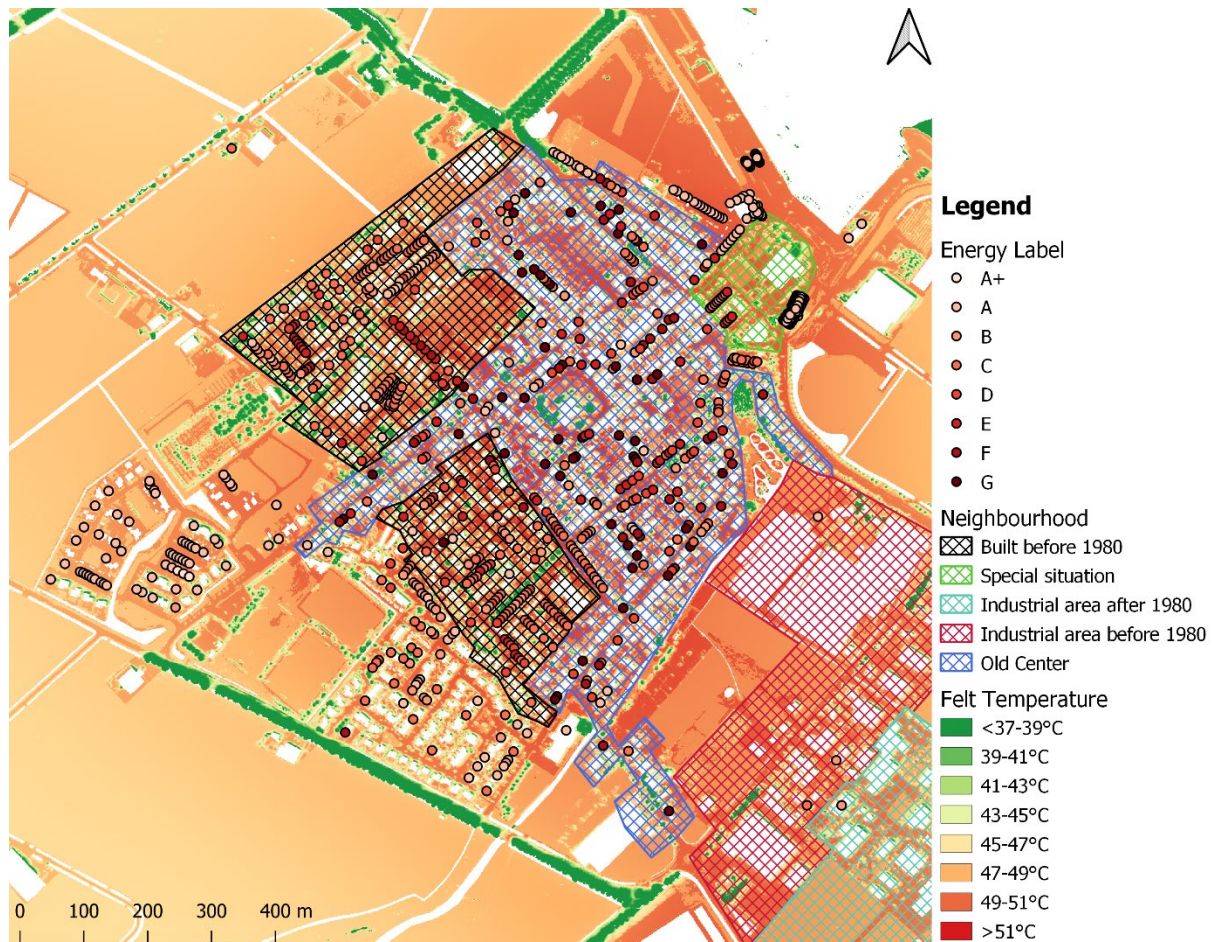 Legend
Energy Label
A+
A
B
C
D
E
F
G
Neighbourhood
Built before 1980
Special situation
Industrial area after 1980
Industrial area before 1980
Old Center
Felt Temperature
<37-39°C
39-41°C
41-43°C
43-45°C
45-47°C
47-49°C
49-51°C
>51°C
0 100 200 300 400 m